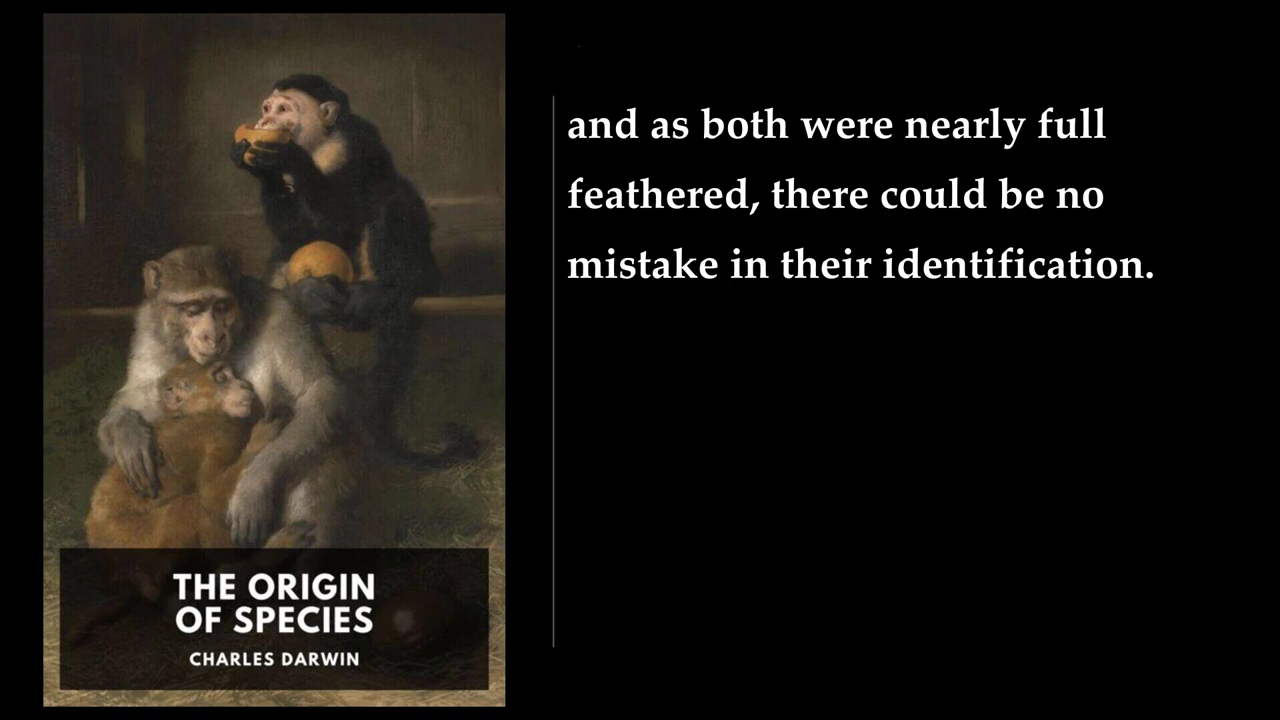 THE ORIGIN
OF SPECIES
CHARLES DARWIN
and as both were nearly full
feathered, there could be no
mistake in their identification.